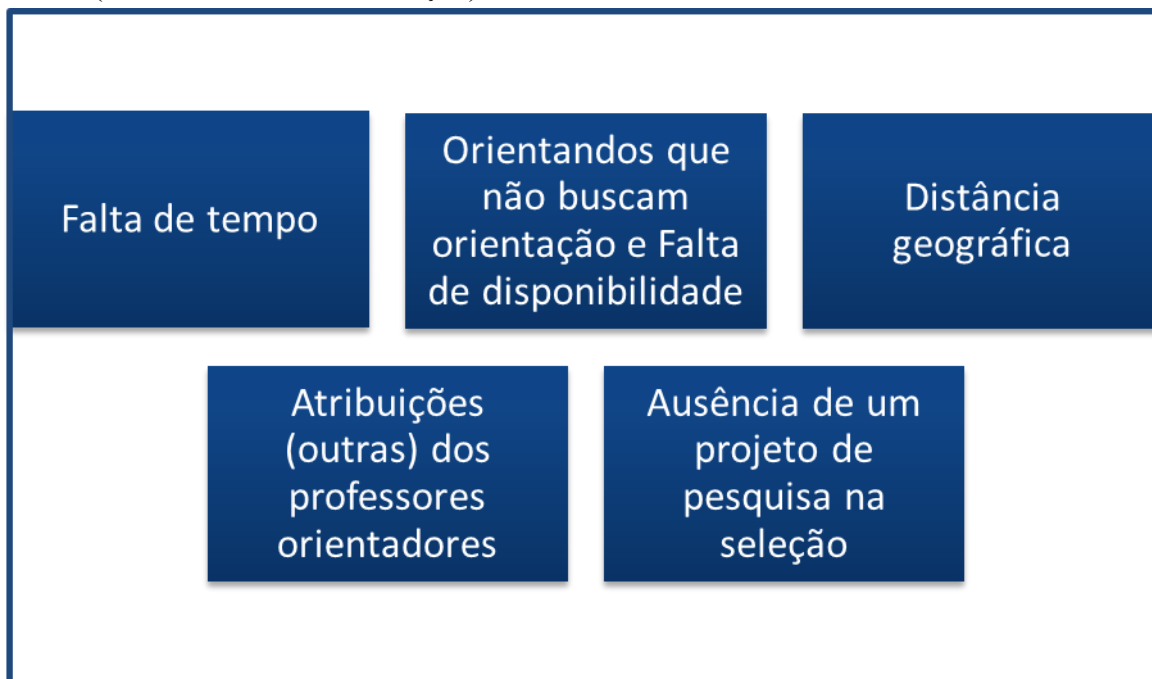 Falta de tempo
Orientandos que
não buscam
orientação e Falta
de disponibilidade
Distância
geográfica
Atribuições
(outras) dos
professores
orientadores
Ausência de um
projeto de
pesquisa na
seleção